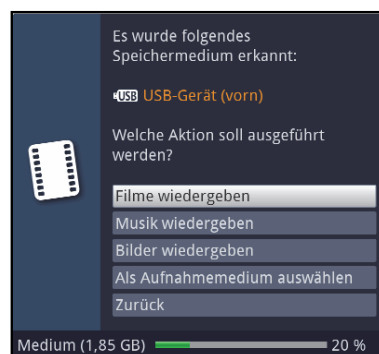 Es wurde folgendes
Speichermedium erkannt:
USB USB-Gerät (vorn)
Welche Aktion soll ausgeführt
werden?
Filme wiedergeben
Musik wiedergeben
Bilder wiedergeben
Als Aufnahmemedium auswählen
Zurück
Medium (1,85 GB) 20 %